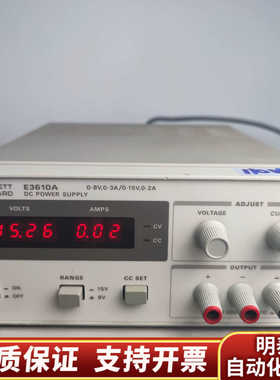 ETT E3610A 0-8V,0-3A/0-15V,0-2A
ARD DC POWER SUPPLY
VOLTS AMPS
15.26 0.02
CV
CC
ADJUST
VOLTAGE CU
ON
OFF
RANGE
15V
8V
CC SET
OUTPUT
质保证 支持开票
明
自动化